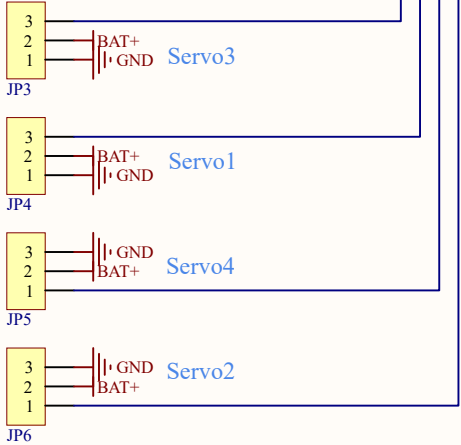 3
2 BAT+
1 GND Servo3
JP3
3
2 BAT+
1 GND Servo1
JP4
3 GND
2 BAT+ Servo4
1
JP5
3 GND
2 BAT+ Servo2
1
JP6